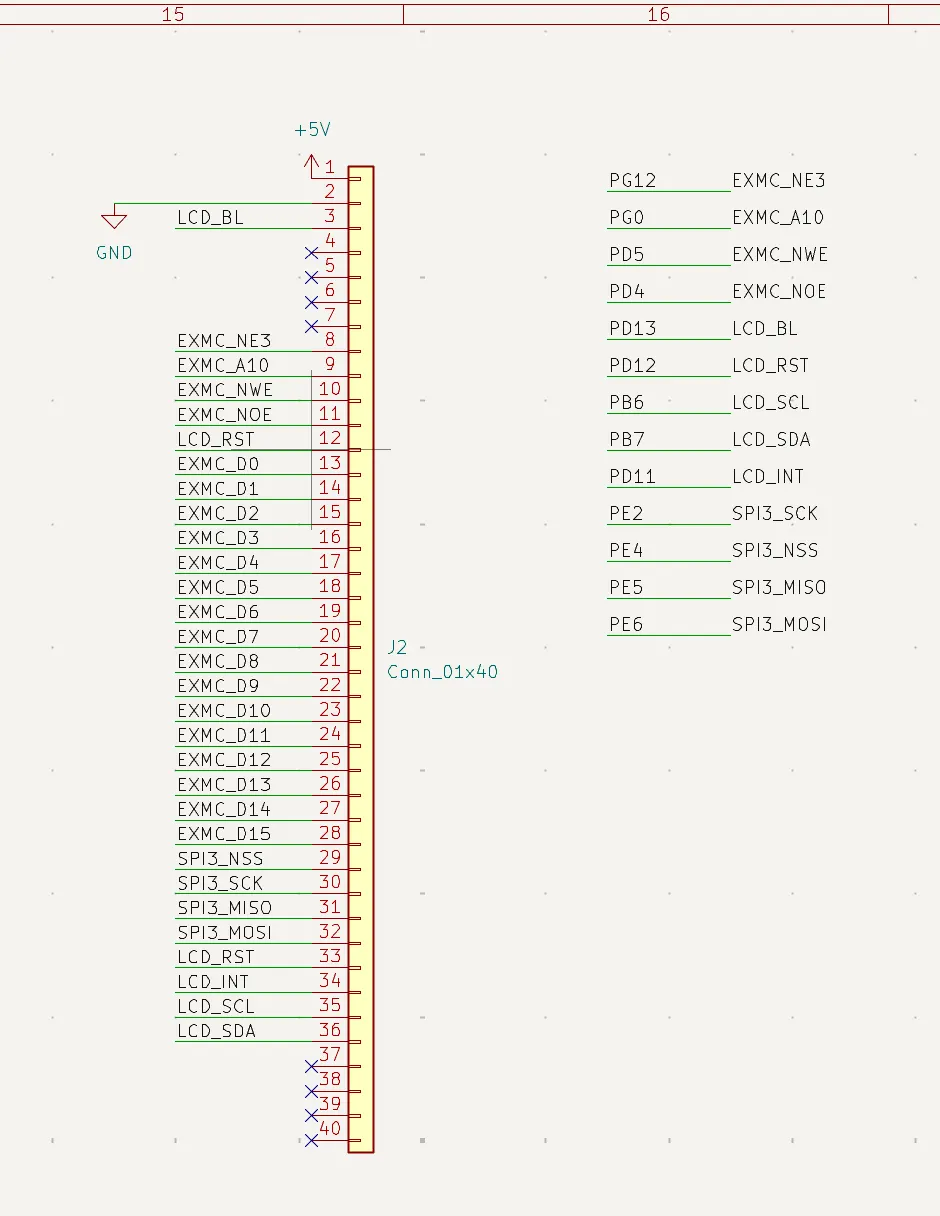 15 16
+5V
1
2
LCD_BL 3
GND
4
5
6
7
EXMC_NE3 8
EXMC_A10 9
EXMC_NWE 10
EXMC_NOE 11
LCD_RST 12
EXMC_D0 13
EXMC_D1 14
EXMC_D2 15
EXMC_D3 16
EXMC_D4 17
EXMC_D5 18
EXMC_D6 19
EXMC_D7 20
EXMC_D8 21
EXMC_D9 22
EXMC_D10 23
EXMC_D11 24
EXMC_D12 25
EXMC_D13 26
EXMC_D14 27
EXMC_D15 28
SPI3_NSS 29
SPI3_SCK 30
SPI3_MISO 31
SPI3_MOSI 32
LCD_RST 33
LCD_INT 34
LCD_SCL 35
LCD_SDA 36
37
38
39
40
J2
Conn_01x40
PG12 EXMC_NE3
PG0 EXMC_A10
PD5 EXMC_NWE
PD4 EXMC_NOE
PD13 LCD_BL
PD12 LCD_RST
PB6 LCD_SCL
PB7 LCD_SDA
PD11 LCD_INT
PE2 SPI3_SCK
PE4 SPI3_NSS
PE5 SPI3_MISO
PE6 SPI3_MOSI